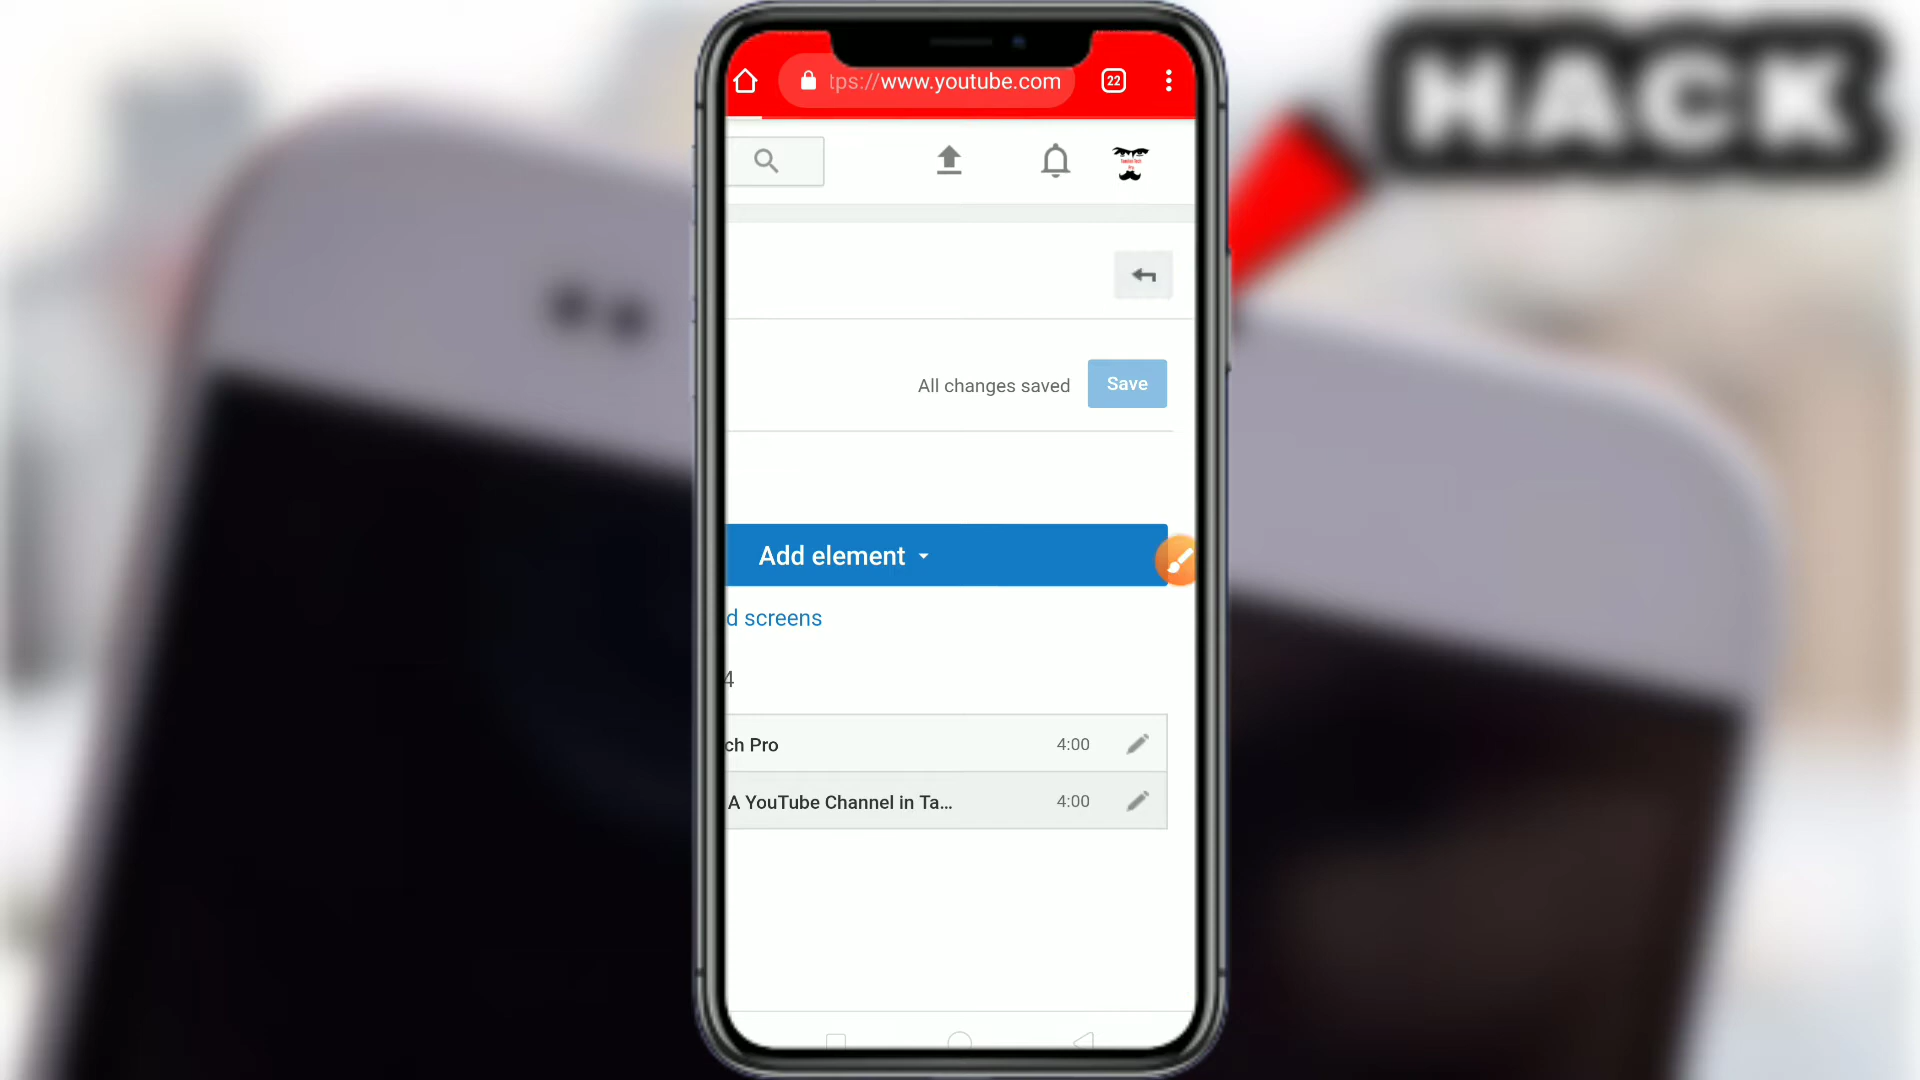 HACK
tps://www.youtube.com
22
All changes saved
Save
Add element
d screens
4
ch Pro
4:00
A YouTube Channel in Ta...
4:00